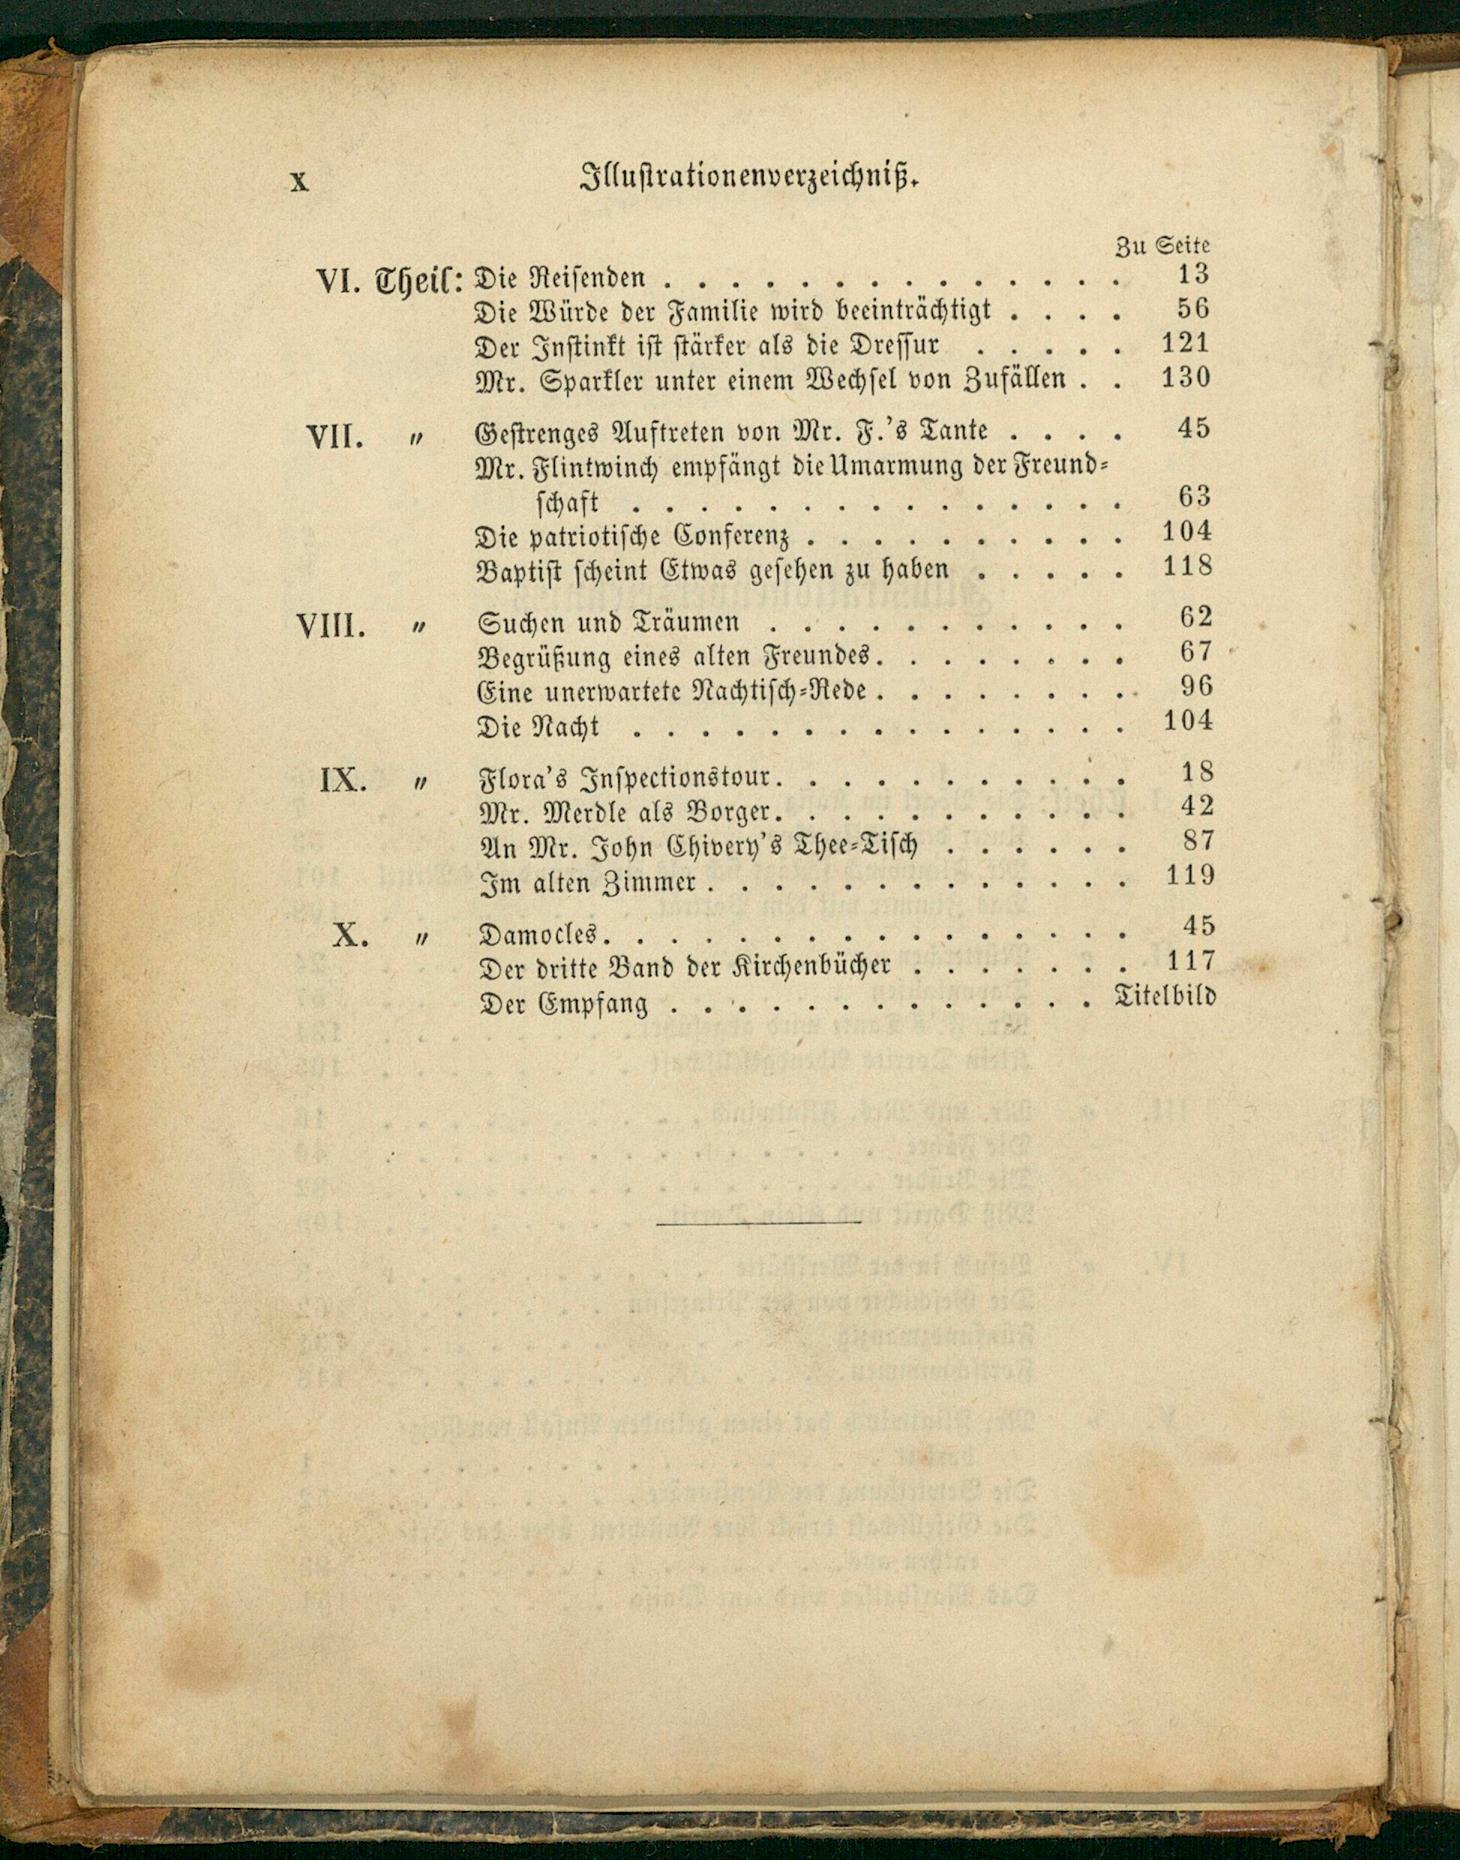 x Illustrationenverzeichniß.
Zu Seite
VI. Theil: Die Reisenden . . . . . . . . . . . . . . 13
Die Würde der Familie wird beeinträchtigt . . . . 56
Der Instinkt ist stärker als die Dressur . . . . . 121
Mr. Sparkler unter einem Wechsel von Zufällen . . 130
VII. " Gestrenges Auftreten von Mr. F.'s Tante . . . . 45
Mr. Flintwinch empfängt die Umarmung der Freund-
schaft . . . . . . . . . . . . . . . 63
Die patriotische Conferenz . . . . . . . . . . 104
Baptist scheint Etwas gesehen zu haben . . . . . 118
VIII. " Suchen und Träumen . . . . . . . . . . . 62
Begrüßung eines alten Freundes. . . . . . . . 67
Eine unerwartete Nachtisch-Rede . . . . . . . . 96
Die Nacht . . . . . . . . . . . . . . . 104
IX. " Flora's Inspectionstour. . . . . . . . . . . 18
Mr. Merdle als Borger. . . . . . . . . . . 42
An Mr. John Chivery's Thee-Tisch . . . . . . 87
Im alten Zimmer . . . . . . . . . . . . . 119
X. " Damocles. . . . . . . . . . . . . . . . 45
Der dritte Band der Kirchenbücher . . . . . . . 117
Der Empfang . . . . . . . . . . . . . Titelbild